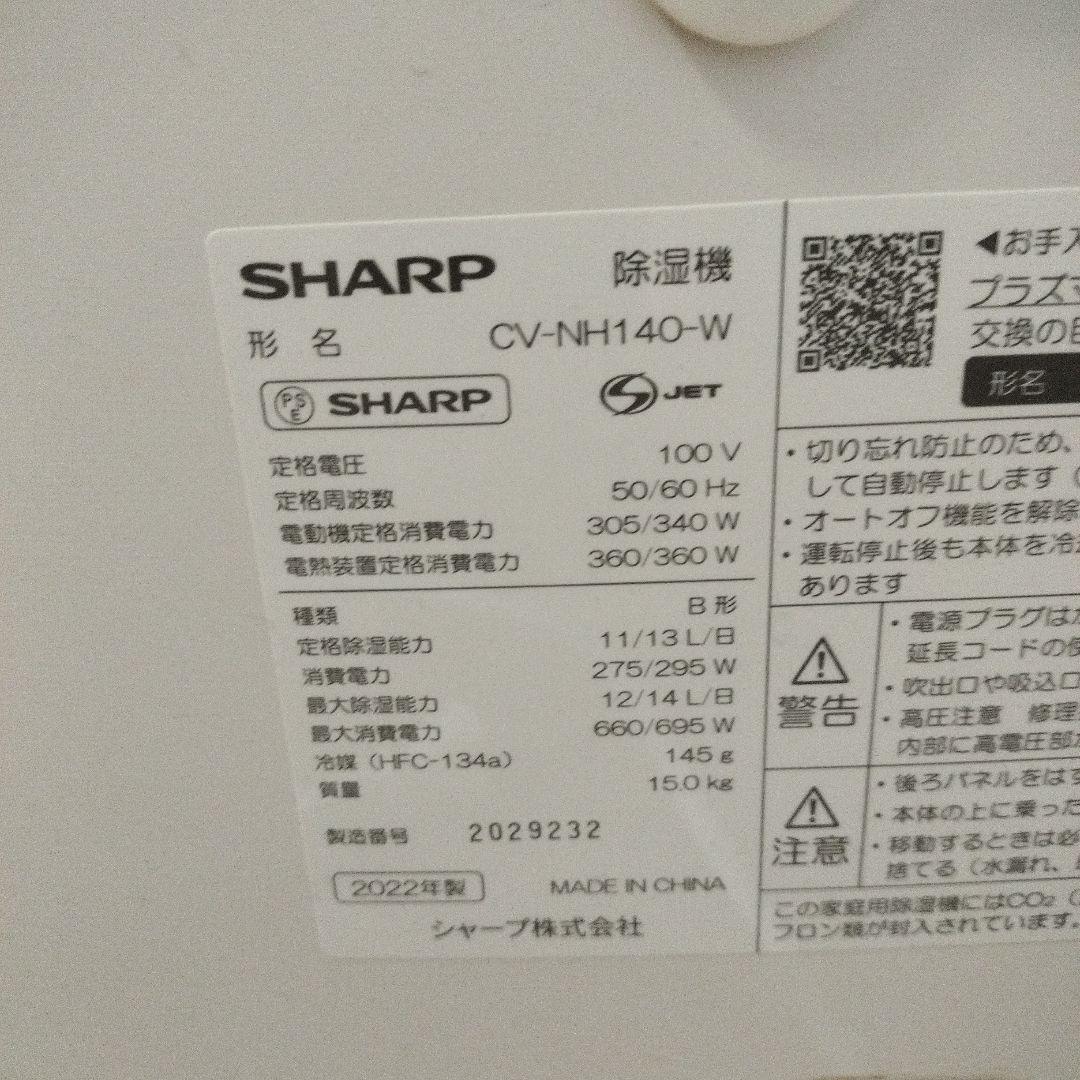 SHARP 除湿機
形 名 CV-NH140-W
PSE SHARP S JET
定格電圧 100 V
定格周波数 50/60 Hz
電動機定格消費電力 305/340 W
電熱装置定格消費電力 360/360 W
種類 B 形
定格除湿能力 11/13 L/日
消費電力 275/295 W
最大除湿能力 12/14 L/日
最大消費電力 660/695 W
冷媒（HFC-134a） 145 g
質量 15.0 kg
製造番号 2029232
2022年製 MADE IN CHINA
シャープ株式会社
◀お手入
プラズマ
交換の目
形名
・切り忘れ防止のため、
して自動停止します（
・オートオフ機能を解除
・運転停止後も本体を冷
あります
警告
・電源プラグは
延長コードの使
・吹出口や吸込口
・高圧注意 修理
内部に高電圧部
注意
・後ろパネルをはず
・本体の上に乗った
・移動するときは必
捨てる（水漏れ、
この家庭用除湿機にはCO₂（
フロン類が封入されています。